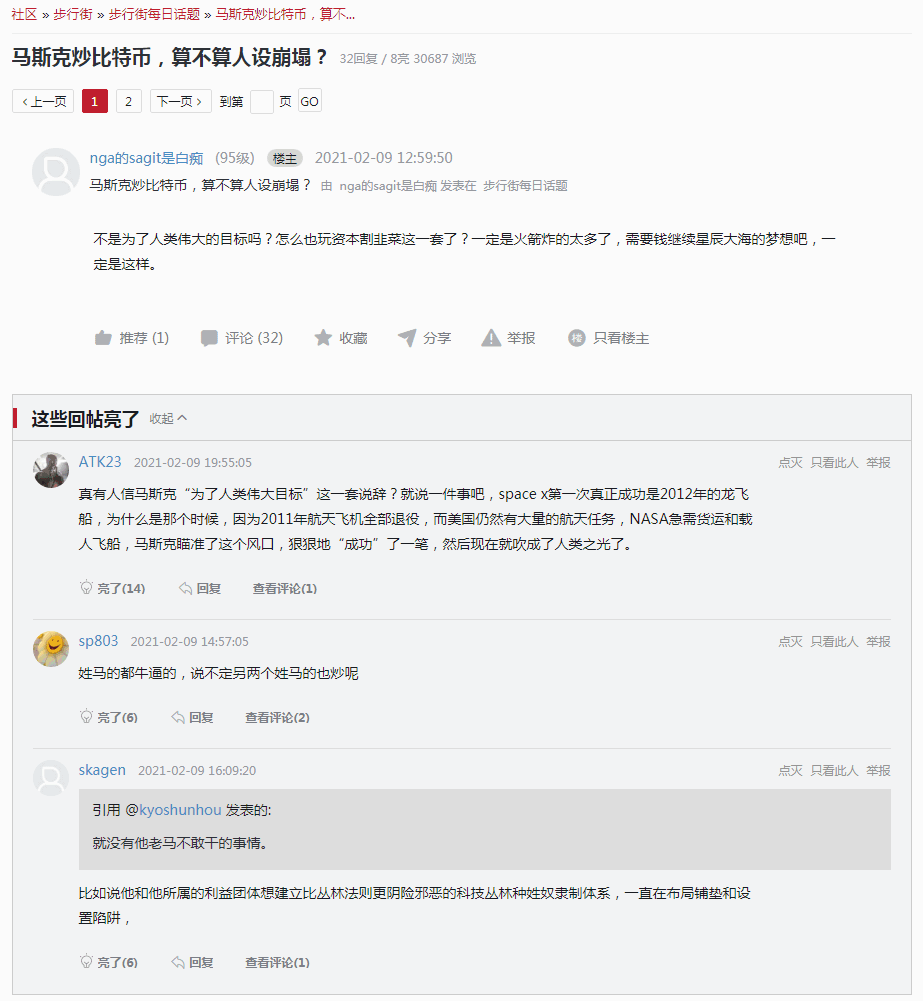 社区 » 步行街 » 步行街每日话题 » 马斯克炒比特币，算不...
马斯克炒比特币，算不算人设崩塌？ 32回复 / 8亮 30687 浏览
‹ 上一页 1 2 下一页 › 到第 页 GO
nga的sagit是白痴 (95级) 楼主 2021-02-09 12:59:50
马斯克炒比特币，算不算人设崩塌？ 由 nga的sagit是白痴 发表在 步行街每日话题
不是为了人类伟大的目标吗？怎么也玩资本割韭菜这一套了？一定是火箭炸的太多了，需要钱继续星辰大海的梦想吧，一
定是这样。
推荐 (1) 评论 (32) 收藏 分享 举报 楼 只看楼主
这些回帖亮了 收起
ATK23 2021-02-09 19:55:05 点灭 只看此人 举报
真有人信马斯克“为了人类伟大目标”这一套说辞？就说一件事吧，space x第一次真正成功是2012年的龙飞
船，为什么是那个时候，因为2011年航天飞机全部退役，而美国仍然有大量的航天任务，NASA急需货运和载
人飞船，马斯克瞄准了这个风口，狠狠地“成功”了一笔，然后现在就吹成了人类之光了。
亮了(14) 回复 查看评论(1)
sp803 2021-02-09 14:57:05 点灭 只看此人 举报
姓马的都牛逼的，说不定另两个姓马的也炒呢
亮了(6) 回复 查看评论(2)
skagen 2021-02-09 16:09:20 点灭 只看此人 举报
引用 @kyoshunhou 发表的:
就没有他老马不敢干的事情。
比如说他和他所属的利益团体想建立比丛林法则更阴险邪恶的科技丛林种姓奴隶制体系，一直在布局铺垫和设
置陷阱，
亮了(6) 回复 查看评论(1)